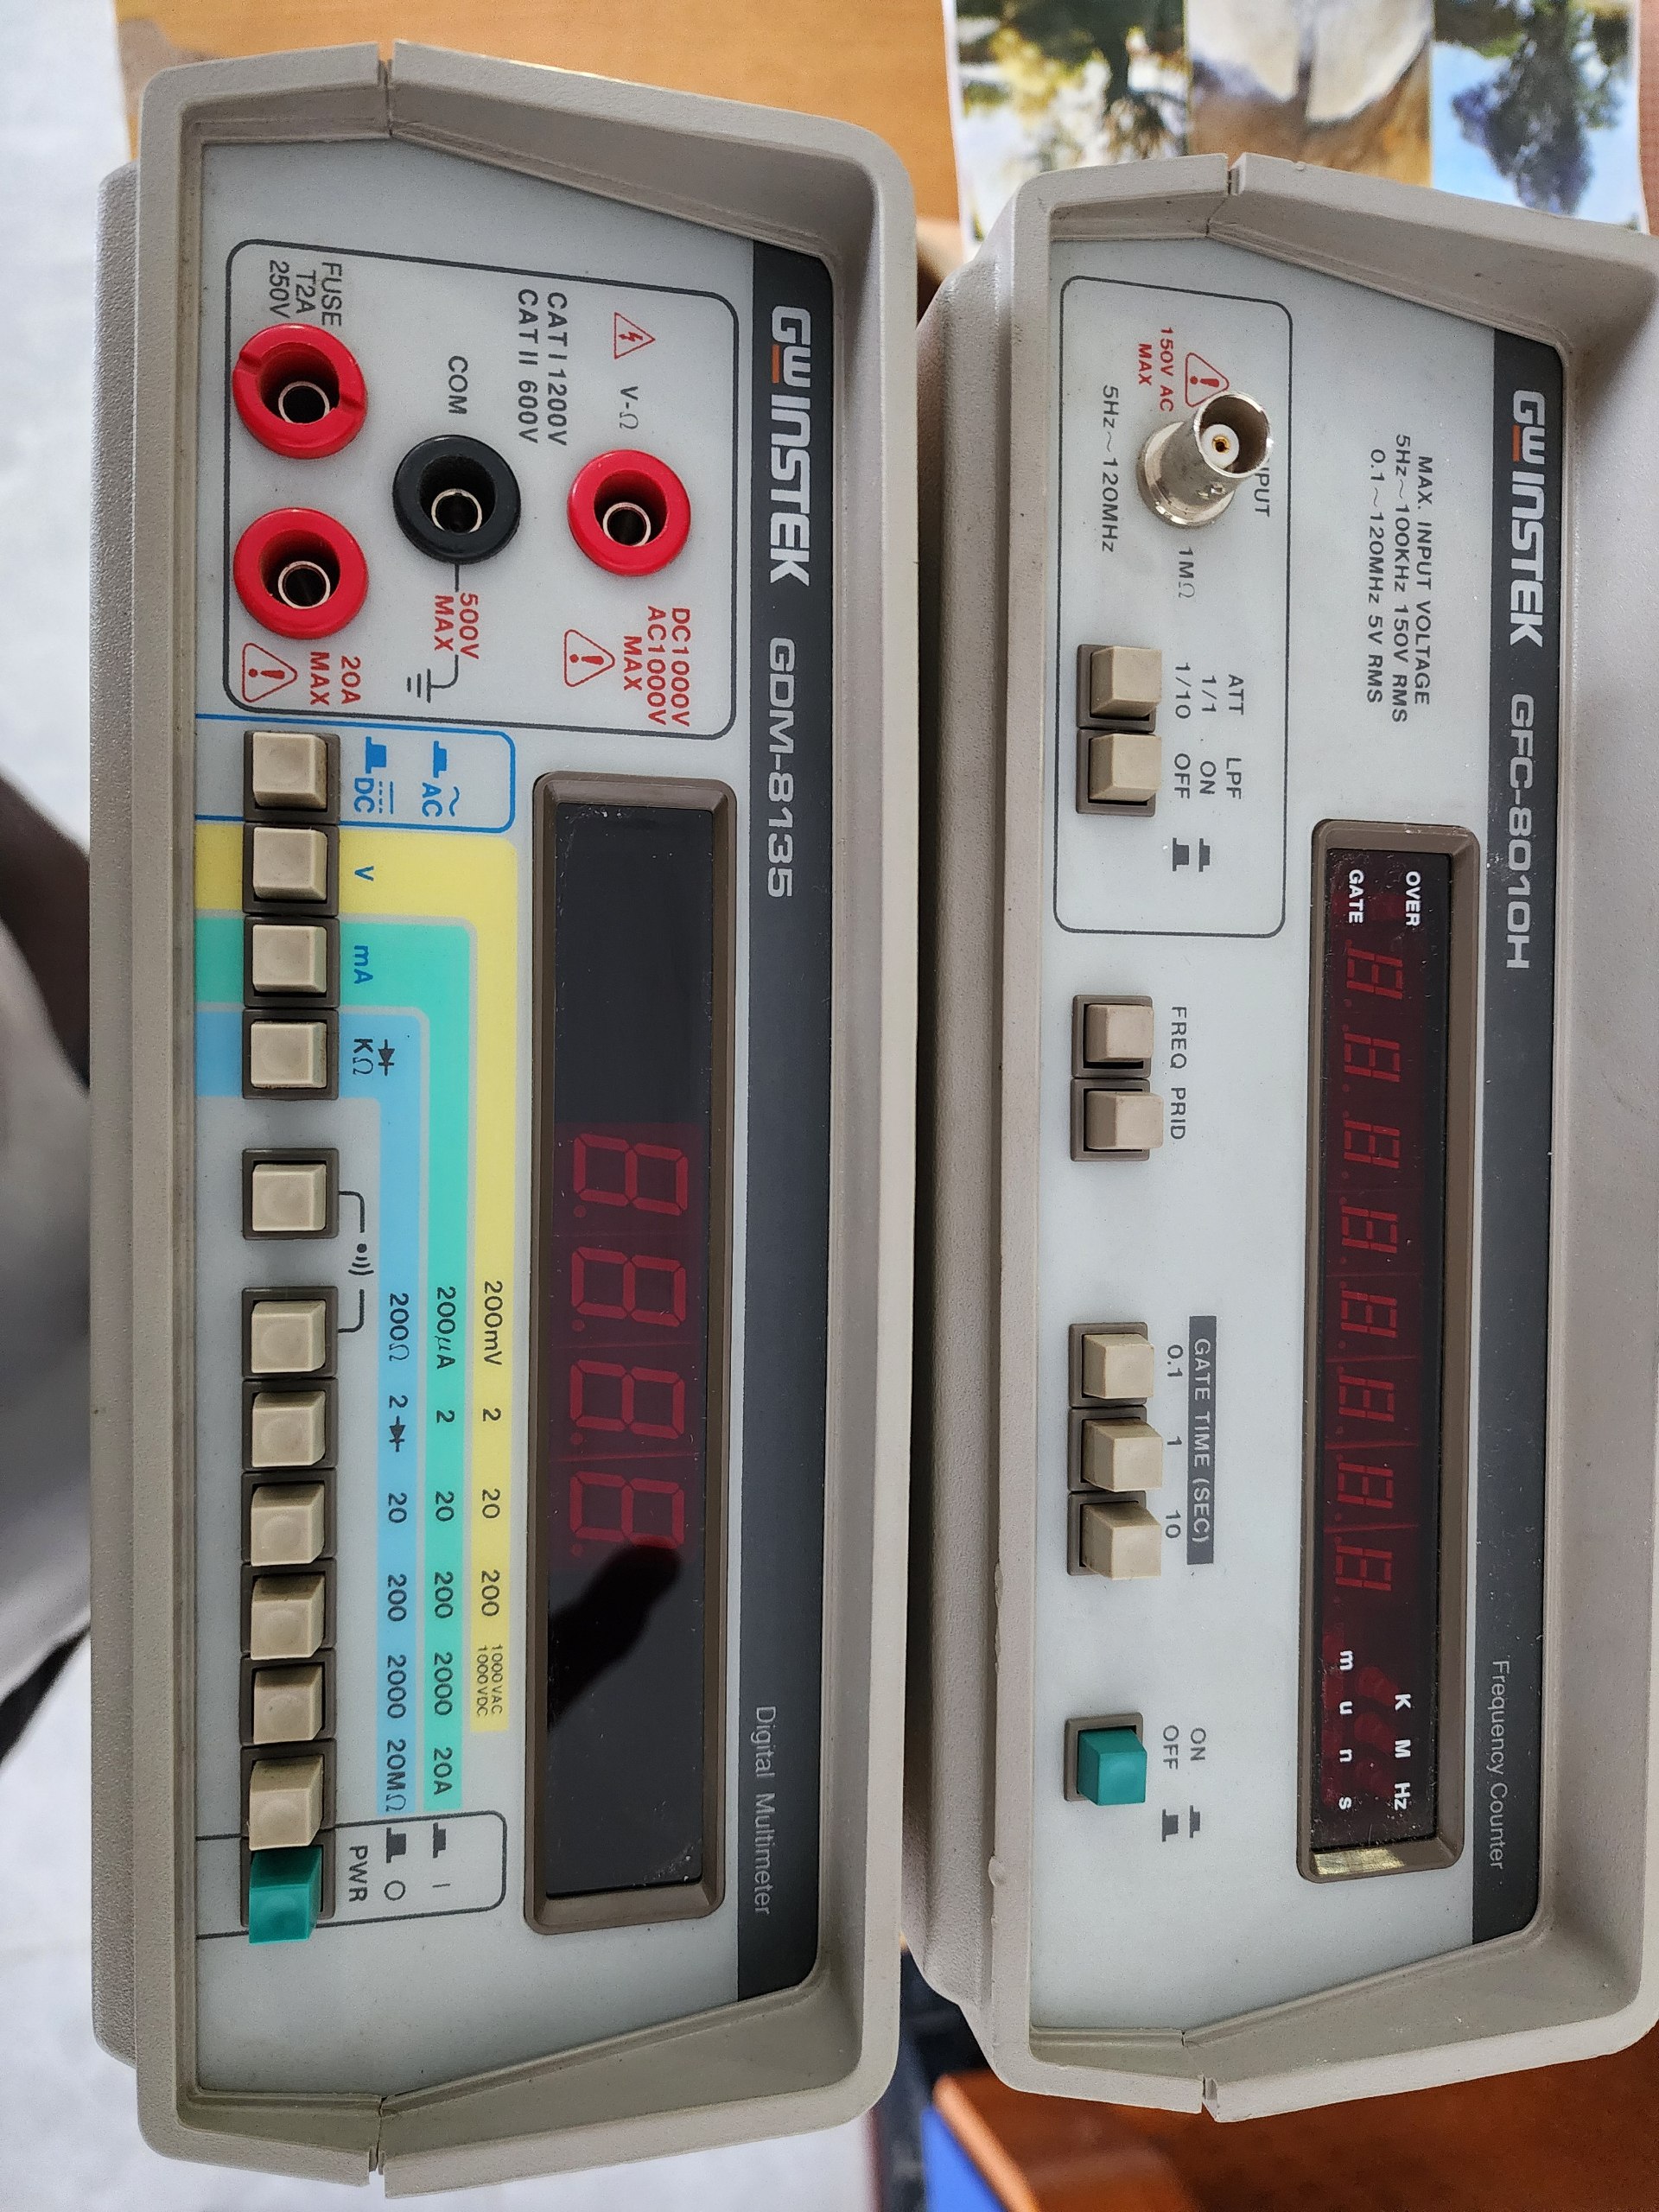 GW INSTEK GFC-8010H
Frequency Counter
MAX. INPUT VOLTAGE
5Hz~100KHz 150V RMS
0.1~120MHz 5V RMS
OVER
GATE
K M Hz
m u n s
150V AC
MAX
1MΩ
5Hz~120MHz
ATT LPF
1/1 ON
1/10 OFF
FREQ PRID
GATE TIME (SEC)
0.1 1 10
ON
OFF
GW INSTEK GDM-8135
Digital Multimeter
V-Ω
DC1000V
AC1000V
MAX
CAT I 1200V
CAT II 600V
COM
500V
MAX
FUSE
T2A
250V
20A
MAX
~ AC
DC
V
mA
KΩ
200mV 2 20 200 1000VAC
1000VDC
200μA 2 20 200 2000 20A
200Ω 2 20 200 2000 20MΩ
I
O
PWR